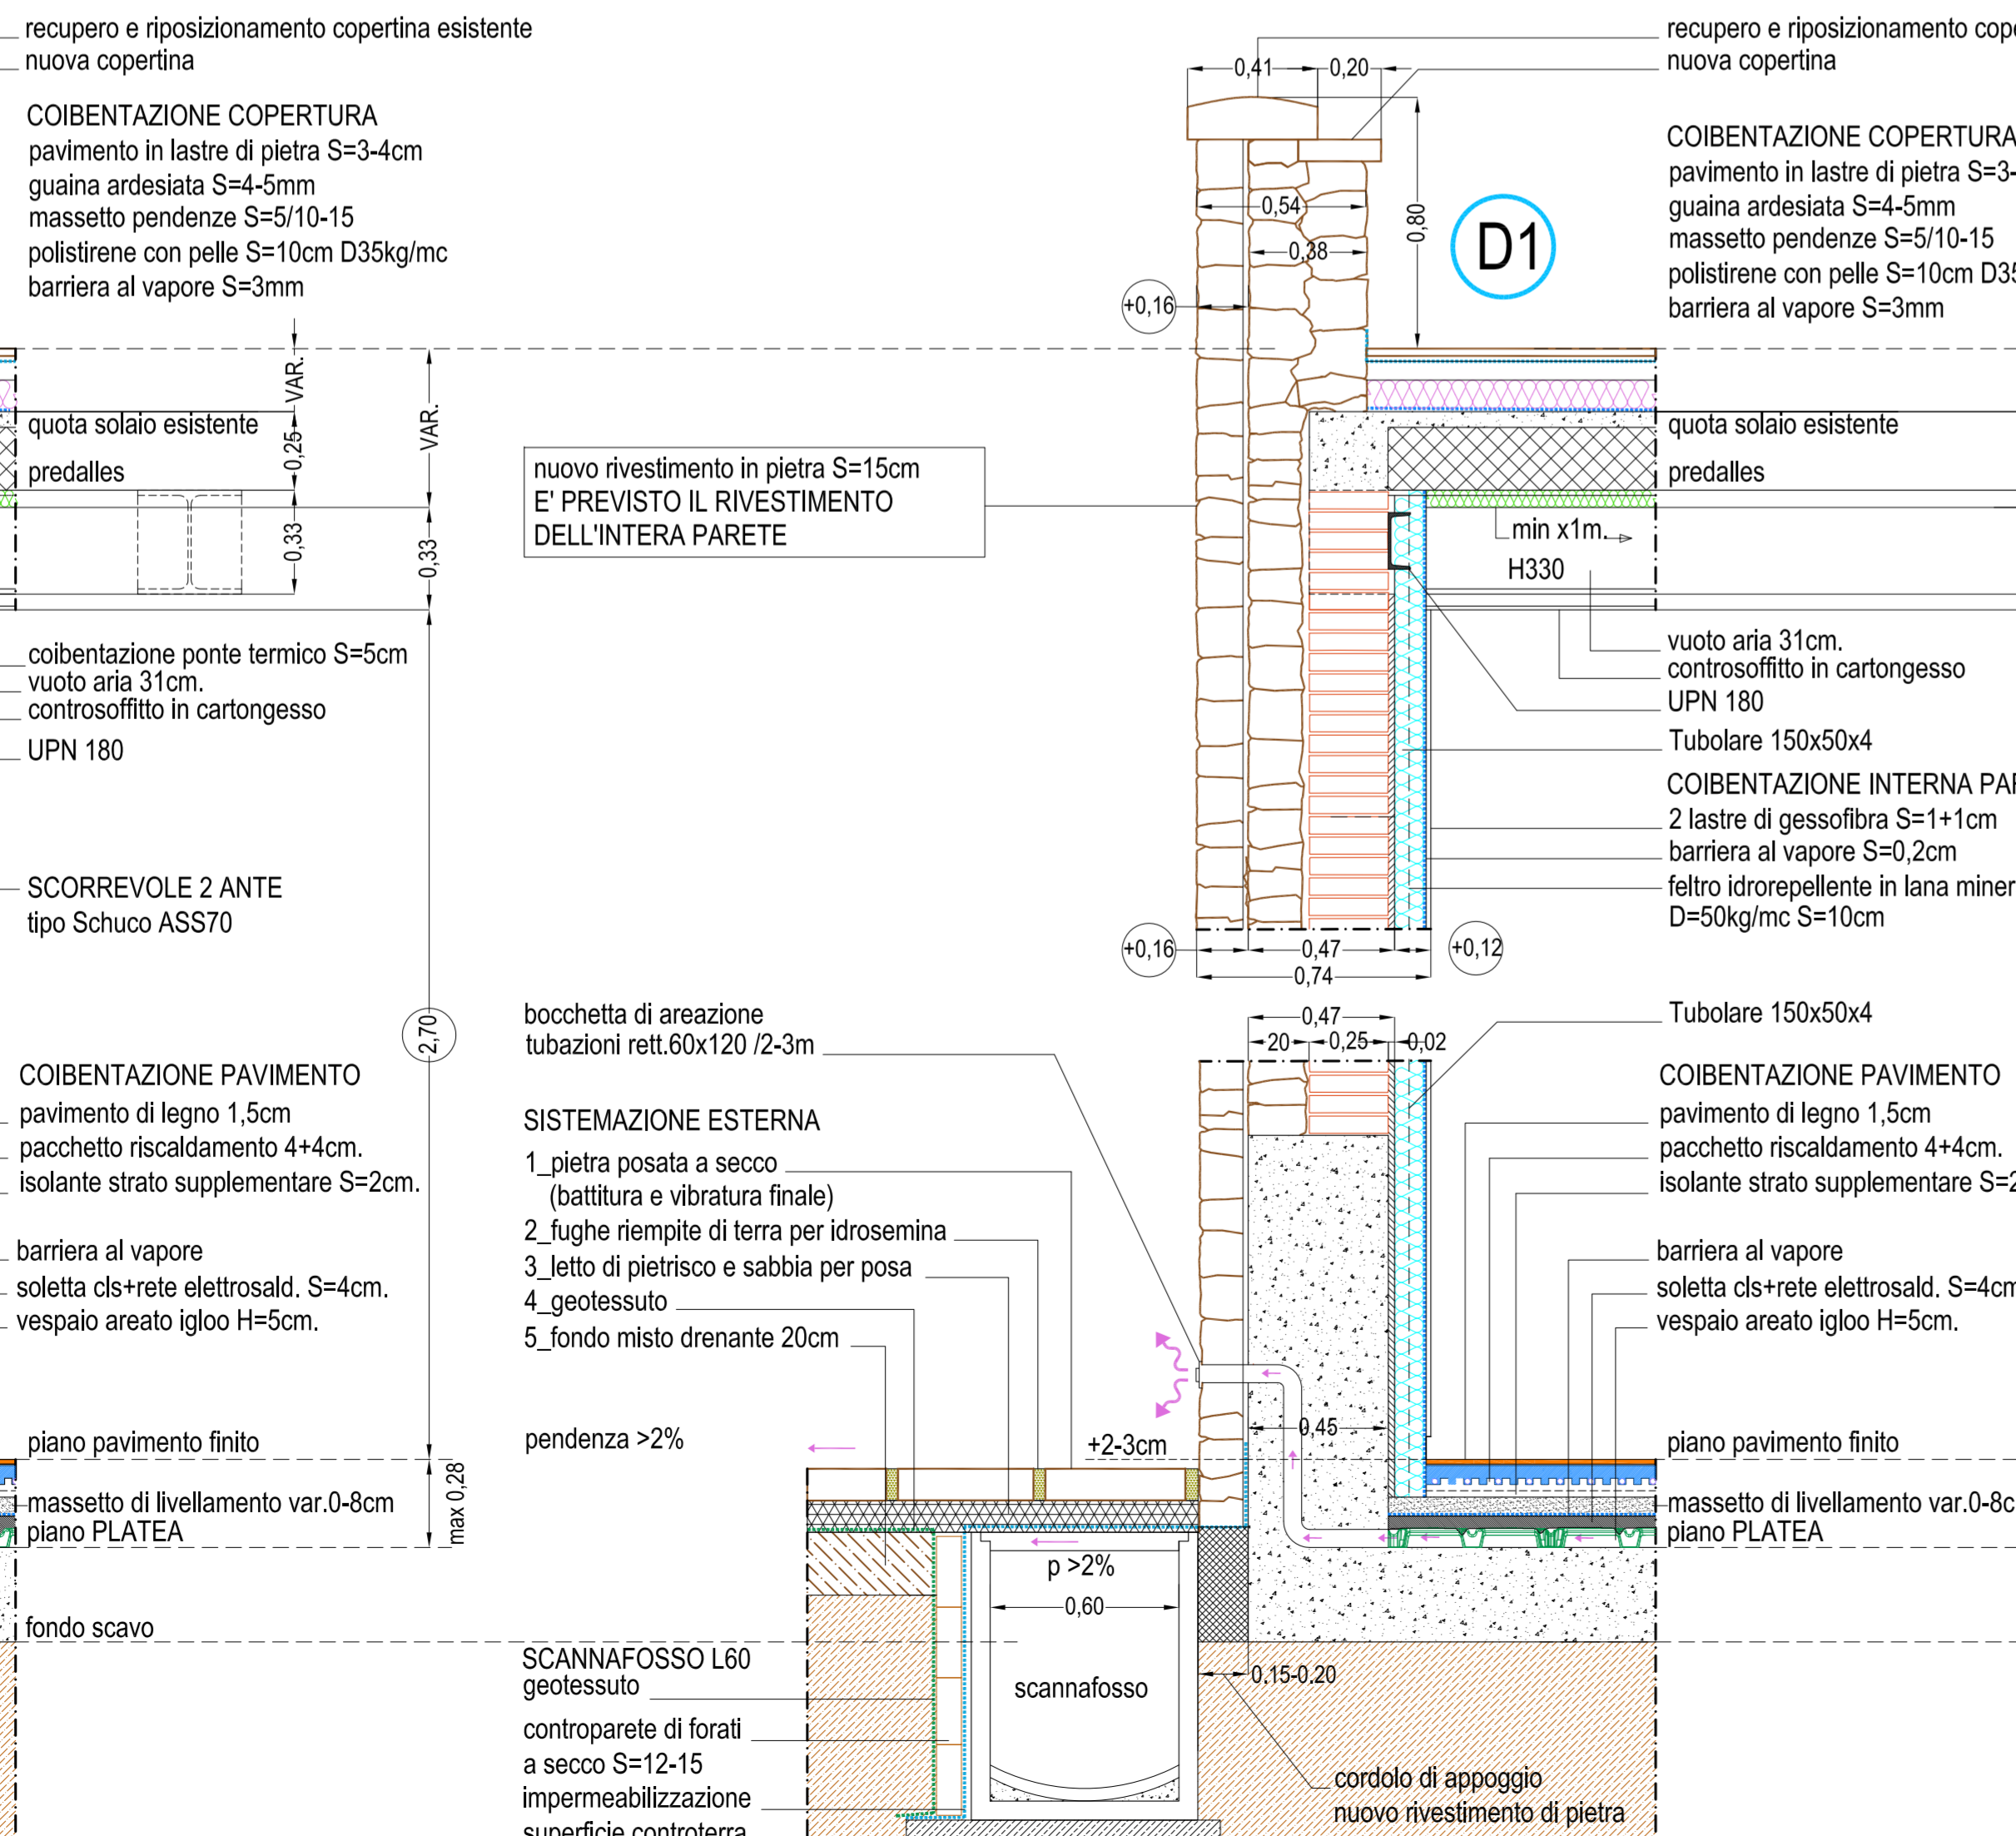 recupero e riposizionamento copertina esistente
nuova copertina
COIBENTAZIONE COPERTURA
pavimento in lastre di pietra S=3-4cm
guaina ardesiata S=4-5mm
massetto pendenze S=5/10-15
polistirene con pelle S=10cm D35kg/mc
barriera al vapore S=3mm
VAR.
VAR.
quota solaio esistente
0,25
predalles
0,33
0,33
coibentazione ponte termico S=5cm
vuoto aria 31cm.
controsoffitto in cartongesso
UPN 180
SCORREVOLE 2 ANTE
tipo Schuco ASS70
2,70
COIBENTAZIONE PAVIMENTO
pavimento di legno 1,5cm
pacchetto riscaldamento 4+4cm.
isolante strato supplementare S=2cm.
barriera al vapore
soletta cls+rete elettrosald. S=4cm.
vespaio areato igloo H=5cm.
piano pavimento finito
max 0,28
massetto di livellamento var.0-8cm
piano PLATEA
fondo scavo
nuovo rivestimento in pietra S=15cm
E' PREVISTO IL RIVESTIMENTO
DELL'INTERA PARETE
bocchetta di areazione
tubazioni rett.60x120 /2-3m
SISTEMAZIONE ESTERNA
1_pietra posata a secco
(battitura e vibratura finale)
2_fughe riempite di terra per idrosemina
3_letto di pietrisco e sabbia per posa
4_geotessuto
5_fondo misto drenante 20cm
pendenza >2%
+2-3cm
SCANNAFOSSO L60
geotessuto
controparete di forati
a secco S=12-15
impermeabilizzazione
superficie controterra
p >2%
0,60
scannafosso
0,41
0,20
0,54
0,38
0,80
D1
+0,16
min x1m.
H330
+0,16
0,47
+0,12
0,74
0,47
20
0,25
0,02
0,45
0.15-0.20
cordolo di appoggio
nuovo rivestimento di pietra
recupero e riposizionamento
nuova copertina
COIBENTAZIONE COPERTURA
pavimento in lastre di pietra S=3-
guaina ardesiata S=4-5mm
massetto pendenze S=5/10-15
polistirene con pelle S=10cm D35
barriera al vapore S=3mm
quota solaio esistente
predalles
vuoto aria 31cm.
controsoffitto in cartongesso
UPN 180
Tubolare 150x50x4
COIBENTAZIONE INTERNA
2 lastre di gessofibra S=1+1cm
barriera al vapore S=0,2cm
feltro idrorepellente in lana
D=50kg/mc S=10cm
Tubolare 150x50x4
COIBENTAZIONE PAVIMENTO
pavimento di legno 1,5cm
pacchetto riscaldamento 4+4cm.
isolante strato supplementare S=2
barriera al vapore
soletta cls+rete elettrosald. S=4cm
vespaio areato igloo H=5cm.
piano pavimento finito
massetto di livellamento var.0-8c
piano PLATEA